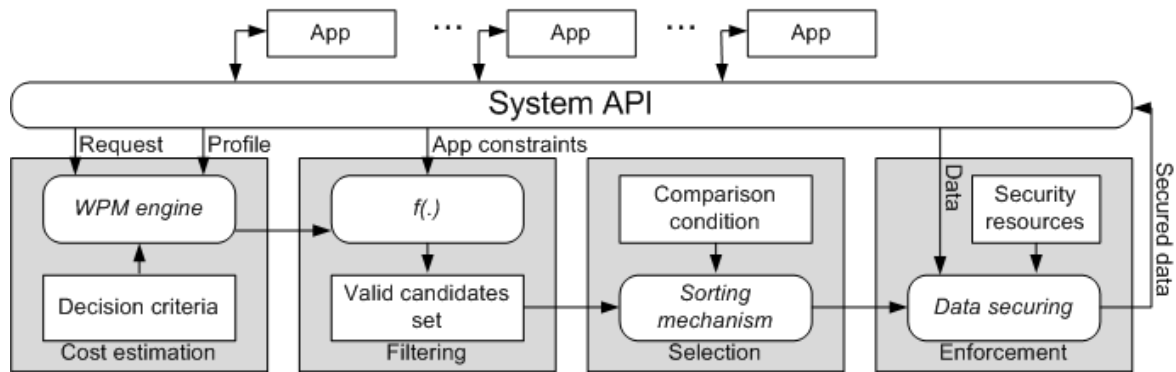 App ... App ... App
System API
Request
Profile
App constraints
Data
Secured data
WPM engine
Decision criteria
Cost estimation
f(.)
Valid candidates
set
Filtering
Comparison
condition
Sorting
mechanism
Selection
Security
resources
Data securing
Enforcement